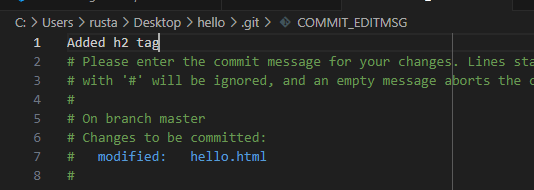 C: > Users > rusta > Desktop > hello > .git > COMMIT_EDITMSG
1 Added h2 tag
2 # Please enter the commit message for your changes. Lines sta
3 # with '#' will be ignored, and an empty message aborts the c
4 #
5 # On branch master
6 # Changes to be committed:
7 #   modified:   hello.html
8 #